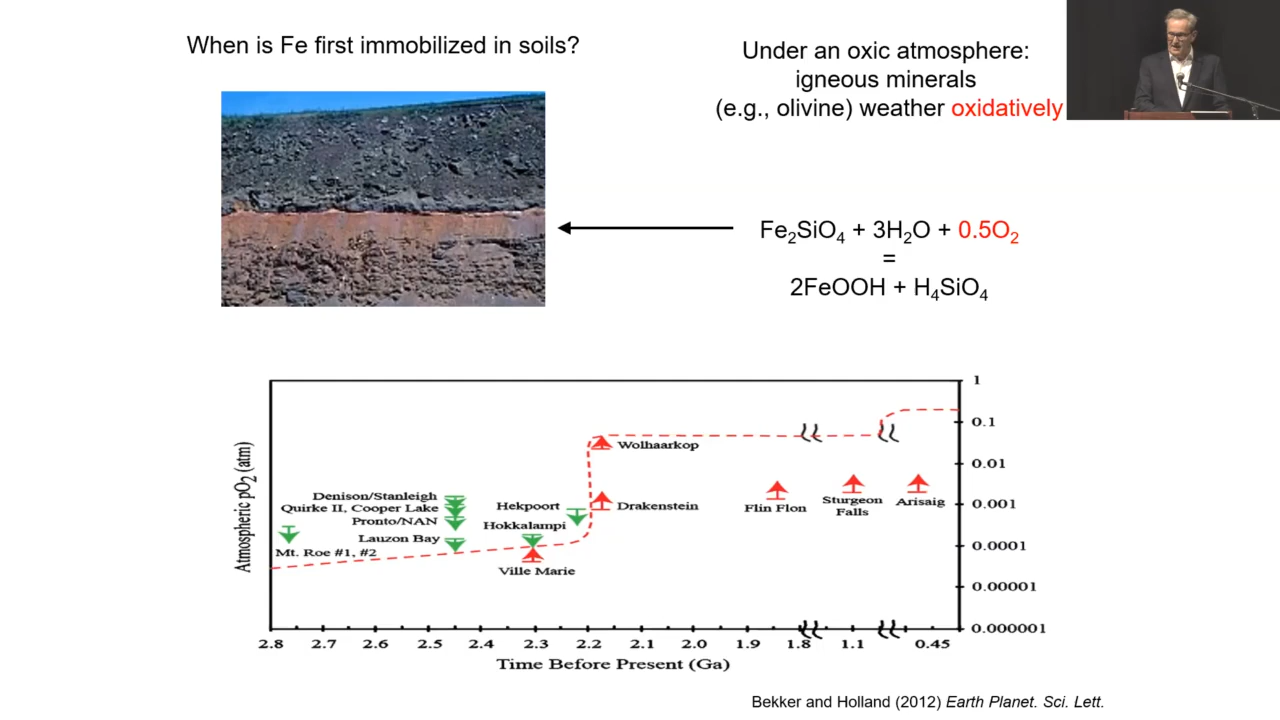 When is Fe first immobilized in soils?
Under an oxic atmosphere:
igneous minerals
(e.g., olivine) weather oxidatively
Fe₂SiO₄ + 3H₂O + 0.5O₂
=
2FeOOH + H₄SiO₄
Atmospheric pO₂ (atm)
1
0.1
0.01
0.001
0.0001
0.00001
0.000001
Wolhaarkop
Denison/Stanleigh
Quirke II, Cooper Lake
Pronto/NAN
Lauzon Bay
Mt. Roe #1, #2
Hekpoort
Hokkalampi
Ville Marie
Drakenstein
Flin Flon
Sturgeon
Falls
Arisaig
2.8 2.7 2.6 2.5 2.4 2.3 2.2 2.1 2.0 1.9 1.8 1.1 0.45
Time Before Present (Ga)
Bekker and Holland (2012) Earth Planet. Sci. Lett.